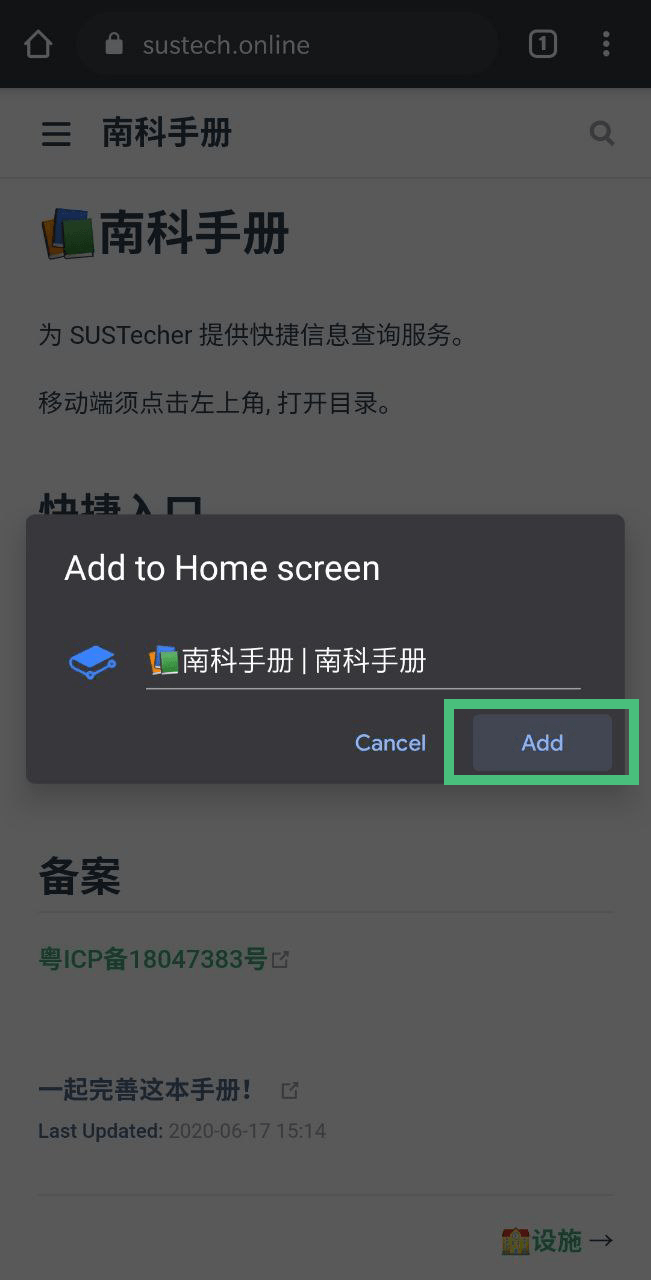 sustech.online
1
南科手册
📚南科手册
为 SUSTecher 提供快捷信息查询服务。
移动端须点击左上角, 打开目录。
快捷入口
Add to Home screen
📚南科手册 | 南科手册
Cancel
Add
备案
粤ICP备18047383号
一起完善这本手册！
Last Updated: 2020-06-17 15:14
🏫设施 →